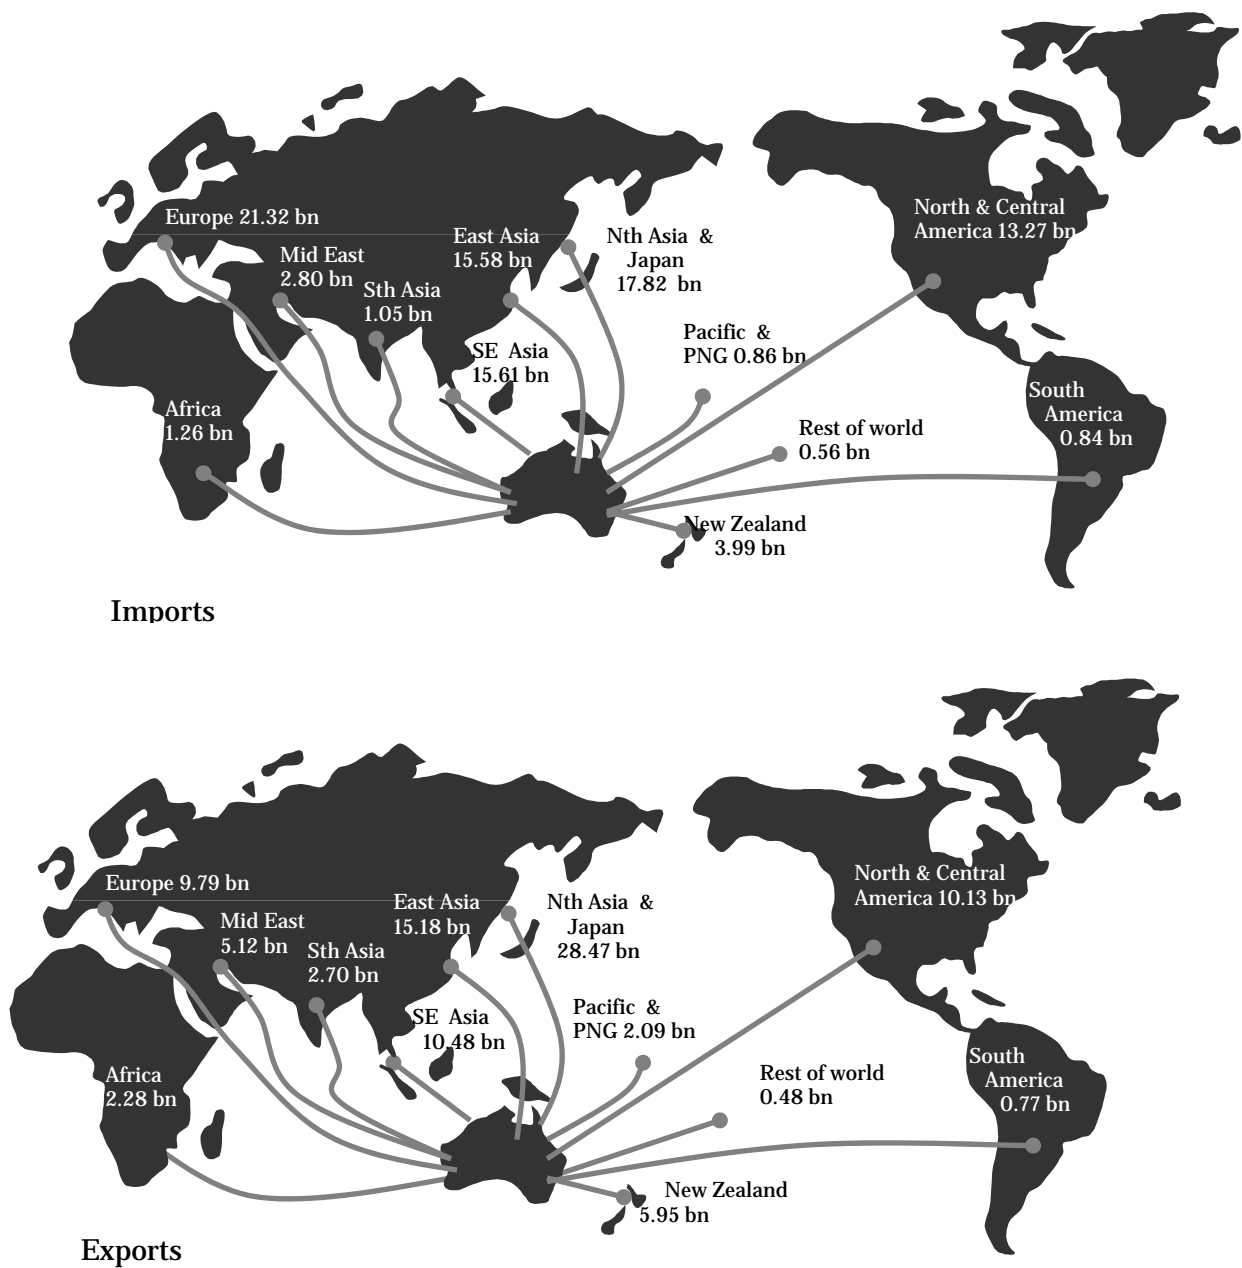 Europe 21.32 bn
Mid East
2.80 bn
Sth Asia
1.05 bn
East Asia
15.58 bn
Nth Asia &
Japan
17.82 bn
North & Central
America 13.27 bn
SE Asia
15.61 bn
Pacific &
PNG 0.86 bn
Africa
1.26 bn
South
America
0.84 bn
Rest of world
0.56 bn
New Zealand
3.99 bn
Imports
Europe 9.79 bn
Mid East
5.12 bn
Sth Asia
2.70 bn
East Asia
15.18 bn
Nth Asia &
Japan
28.47 bn
North & Central
America 10.13 bn
SE Asia
10.48 bn
Pacific &
PNG 2.09 bn
Africa
2.28 bn
South
America
0.77 bn
Rest of world
0.48 bn
New Zealand
5.95 bn
Exports